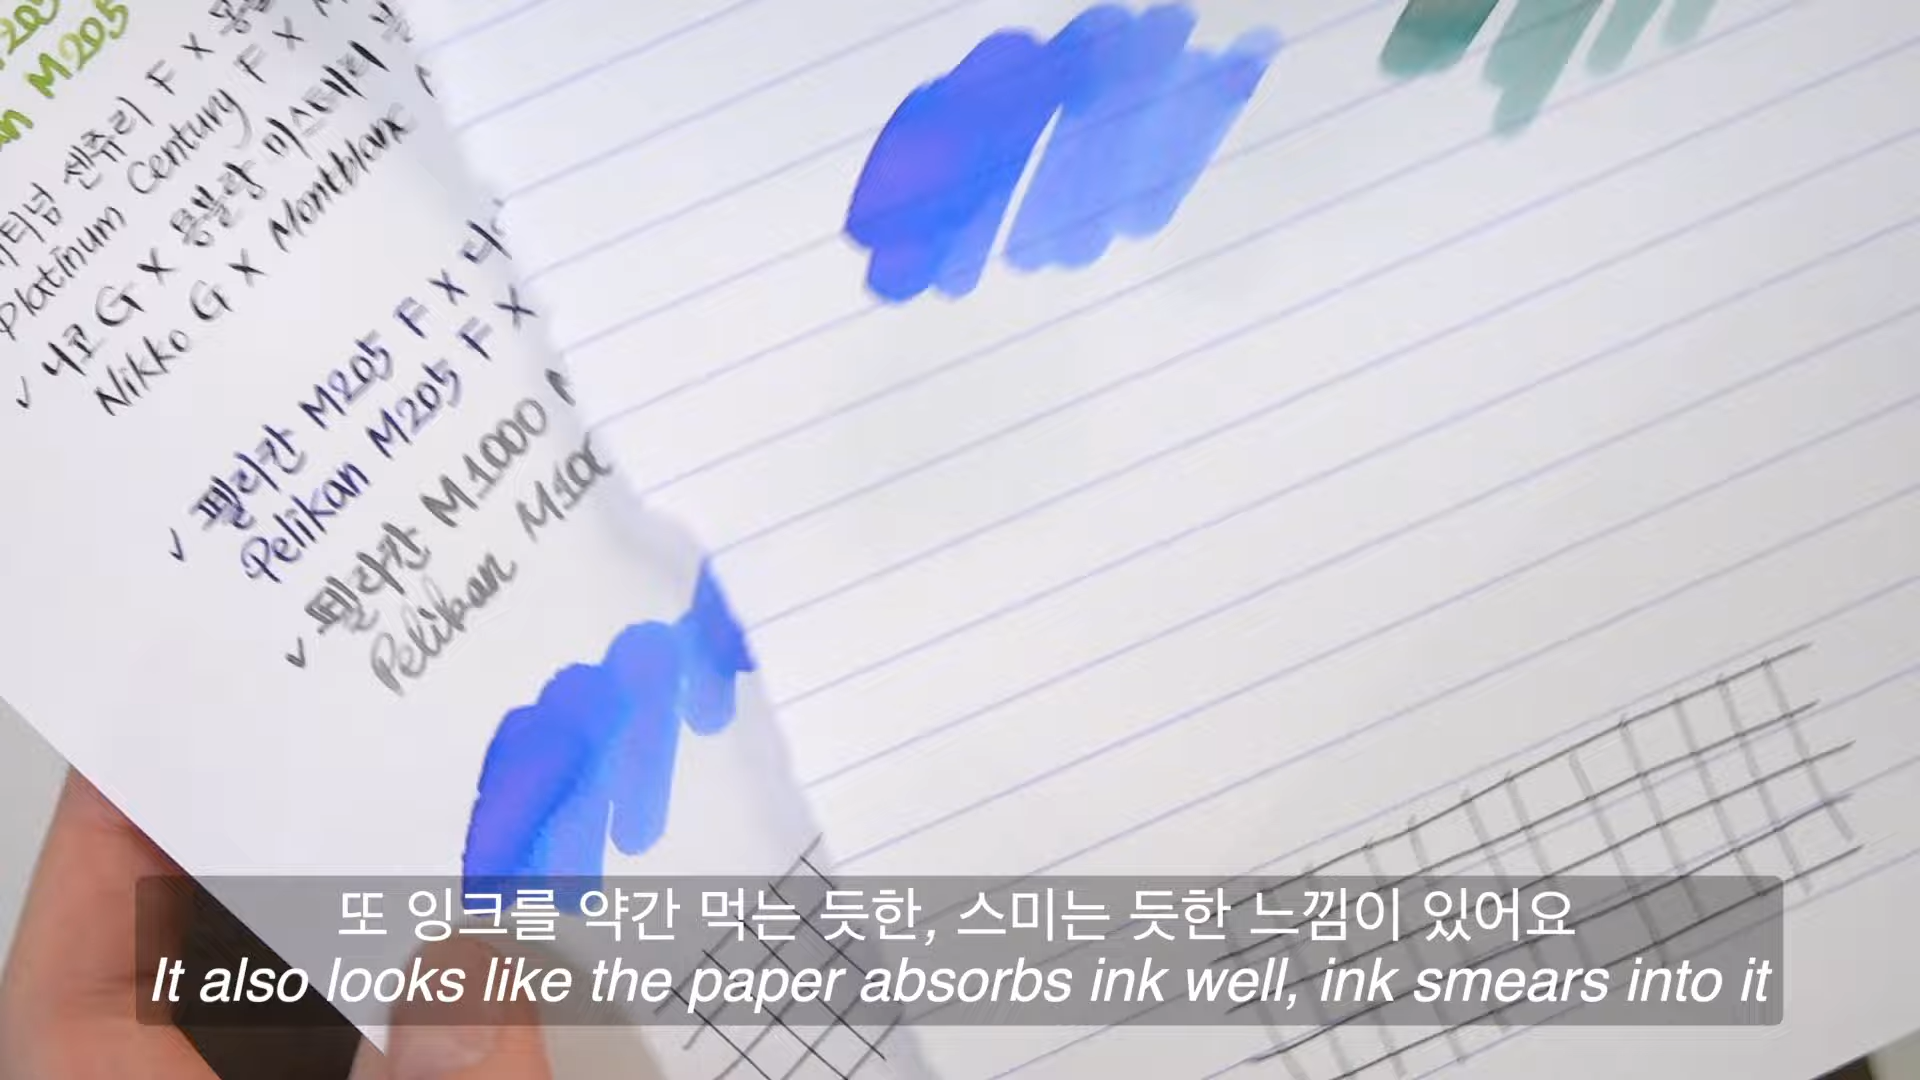 205
M205
티넘 센츄리 F x 몽
Platinum Century F x M
✓ 니코 G x 몽블랑 미스테리 블
Nikko G x Montblanc
✓ 펠리칸 M205 F x
Pelikan M205 F x
✓ 펠리칸 M1000
Pelikan M100
또 잉크를 약간 먹는 듯한, 스미는 듯한 느낌이 있어요
It also looks like the paper absorbs ink well, ink smears into it